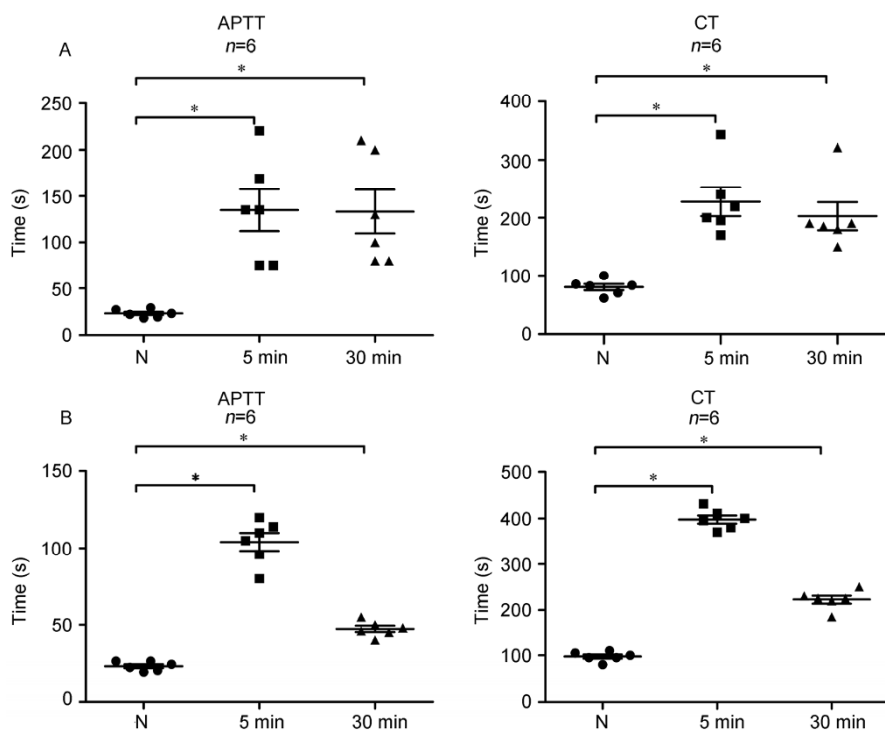 A
APTT
n=6
*
*
Time (s)
250
200
150
100
50
0
N
5 min
30 min
CT
n=6
*
*
Time (s)
400
300
200
100
0
N
5 min
30 min
B
APTT
n=6
*
*
Time (s)
150
100
50
0
N
5 min
30 min
CT
n=6
*
*
Time (s)
500
400
300
200
100
0
N
5 min
30 min